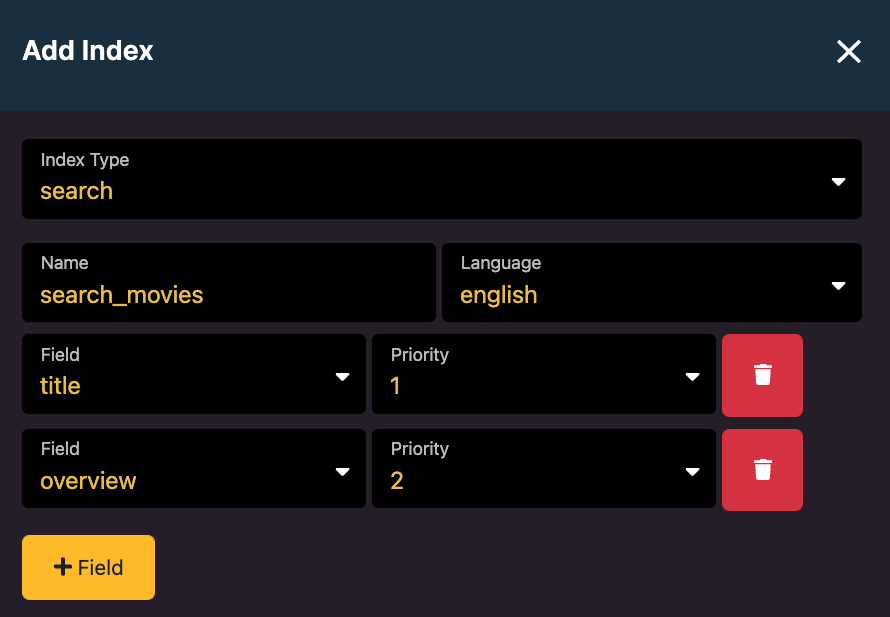 Add Index
Index Type
search
Name
search_movies
Language
english
Field
title
Priority
1
Field
overview
Priority
2
+ Field